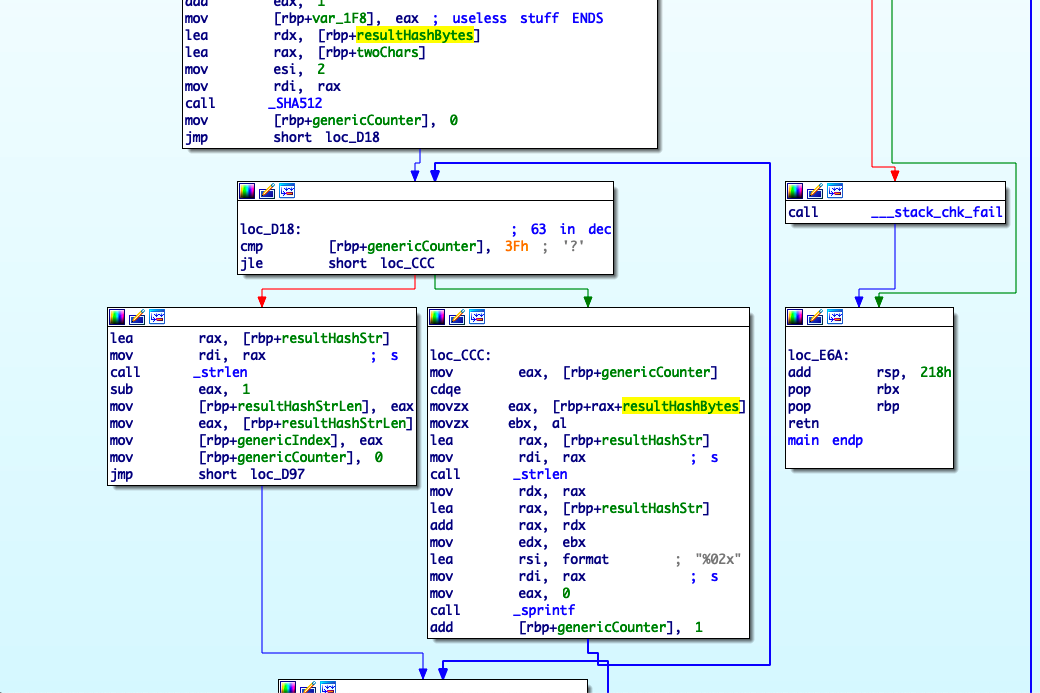 add eax, 1
mov [rbp+var_1F8], eax ; useless stuff ENDS
lea rdx, [rbp+resultHashBytes]
lea rax, [rbp+twoChars]
mov esi, 2
mov rdi, rax
call _SHA512
mov [rbp+genericCounter], 0
jmp short loc_D18
loc_D18: ; 63 in dec
cmp [rbp+genericCounter], 3Fh ; '?'
jle short loc_CCC
call ___stack_chk_fail
lea rax, [rbp+resultHashStr]
mov rdi, rax ; s
call _strlen
sub eax, 1
mov [rbp+resultHashStrLen], eax
mov eax, [rbp+resultHashStrLen]
mov [rbp+genericIndex], eax
mov [rbp+genericCounter], 0
jmp short loc_D97
loc_CCC:
mov eax, [rbp+genericCounter]
cdqe
movzx eax, [rbp+rax+resultHashBytes]
movzx ebx, al
lea rax, [rbp+resultHashStr]
mov rdi, rax ; s
call _strlen
mov rdx, rax
lea rax, [rbp+resultHashStr]
add rax, rdx
mov edx, ebx
lea rsi, format ; "%02x"
mov rdi, rax ; s
mov eax, 0
call _sprintf
add [rbp+genericCounter], 1
loc_E6A:
add rsp, 218h
pop rbx
pop rbp
retn
main endp